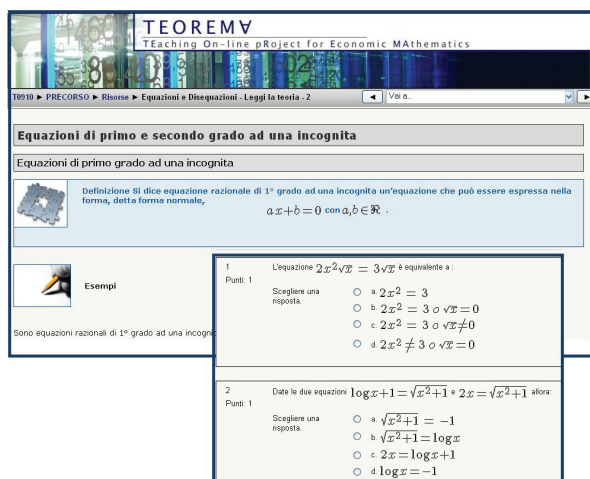 TEOREM∀
TEaching On-line pRoject for Economic MAthematics
T0910 ► PRECORSO ► Risorse ► Equazioni e Disequazioni - Leggi la teoria - 2
Vai a...
Equazioni di primo e secondo grado ad una incognita
Equazioni di primo grado ad una incognita
Definizione Si dice equazione razionale di 1° grado ad una incognita un'equazione che può essere espressa nella
forma, detta forma normale,
ax+b=0 con a,b∈ℜ .
Esempi
Sono equazioni razionali di 1° grado ad una
1
Punti: 1
L'equazione 2x²√x = 3√x è equivalente a :
Scegliere una
risposta.
a. 2x² = 3
b. 2x² = 3 o √x=0
c. 2x² = 3 o √x≠0
d. 2x² ≠ 3 o √x=0
2
Punti: 1
Date le due equazioni log x+1=√(x²+1) e 2x=√(x²+1) allora:
Scegliere una
risposta.
a. √(x²+1) = −1
b. √(x²+1)=log x
c. 2x=log x+1
d. log x=−1